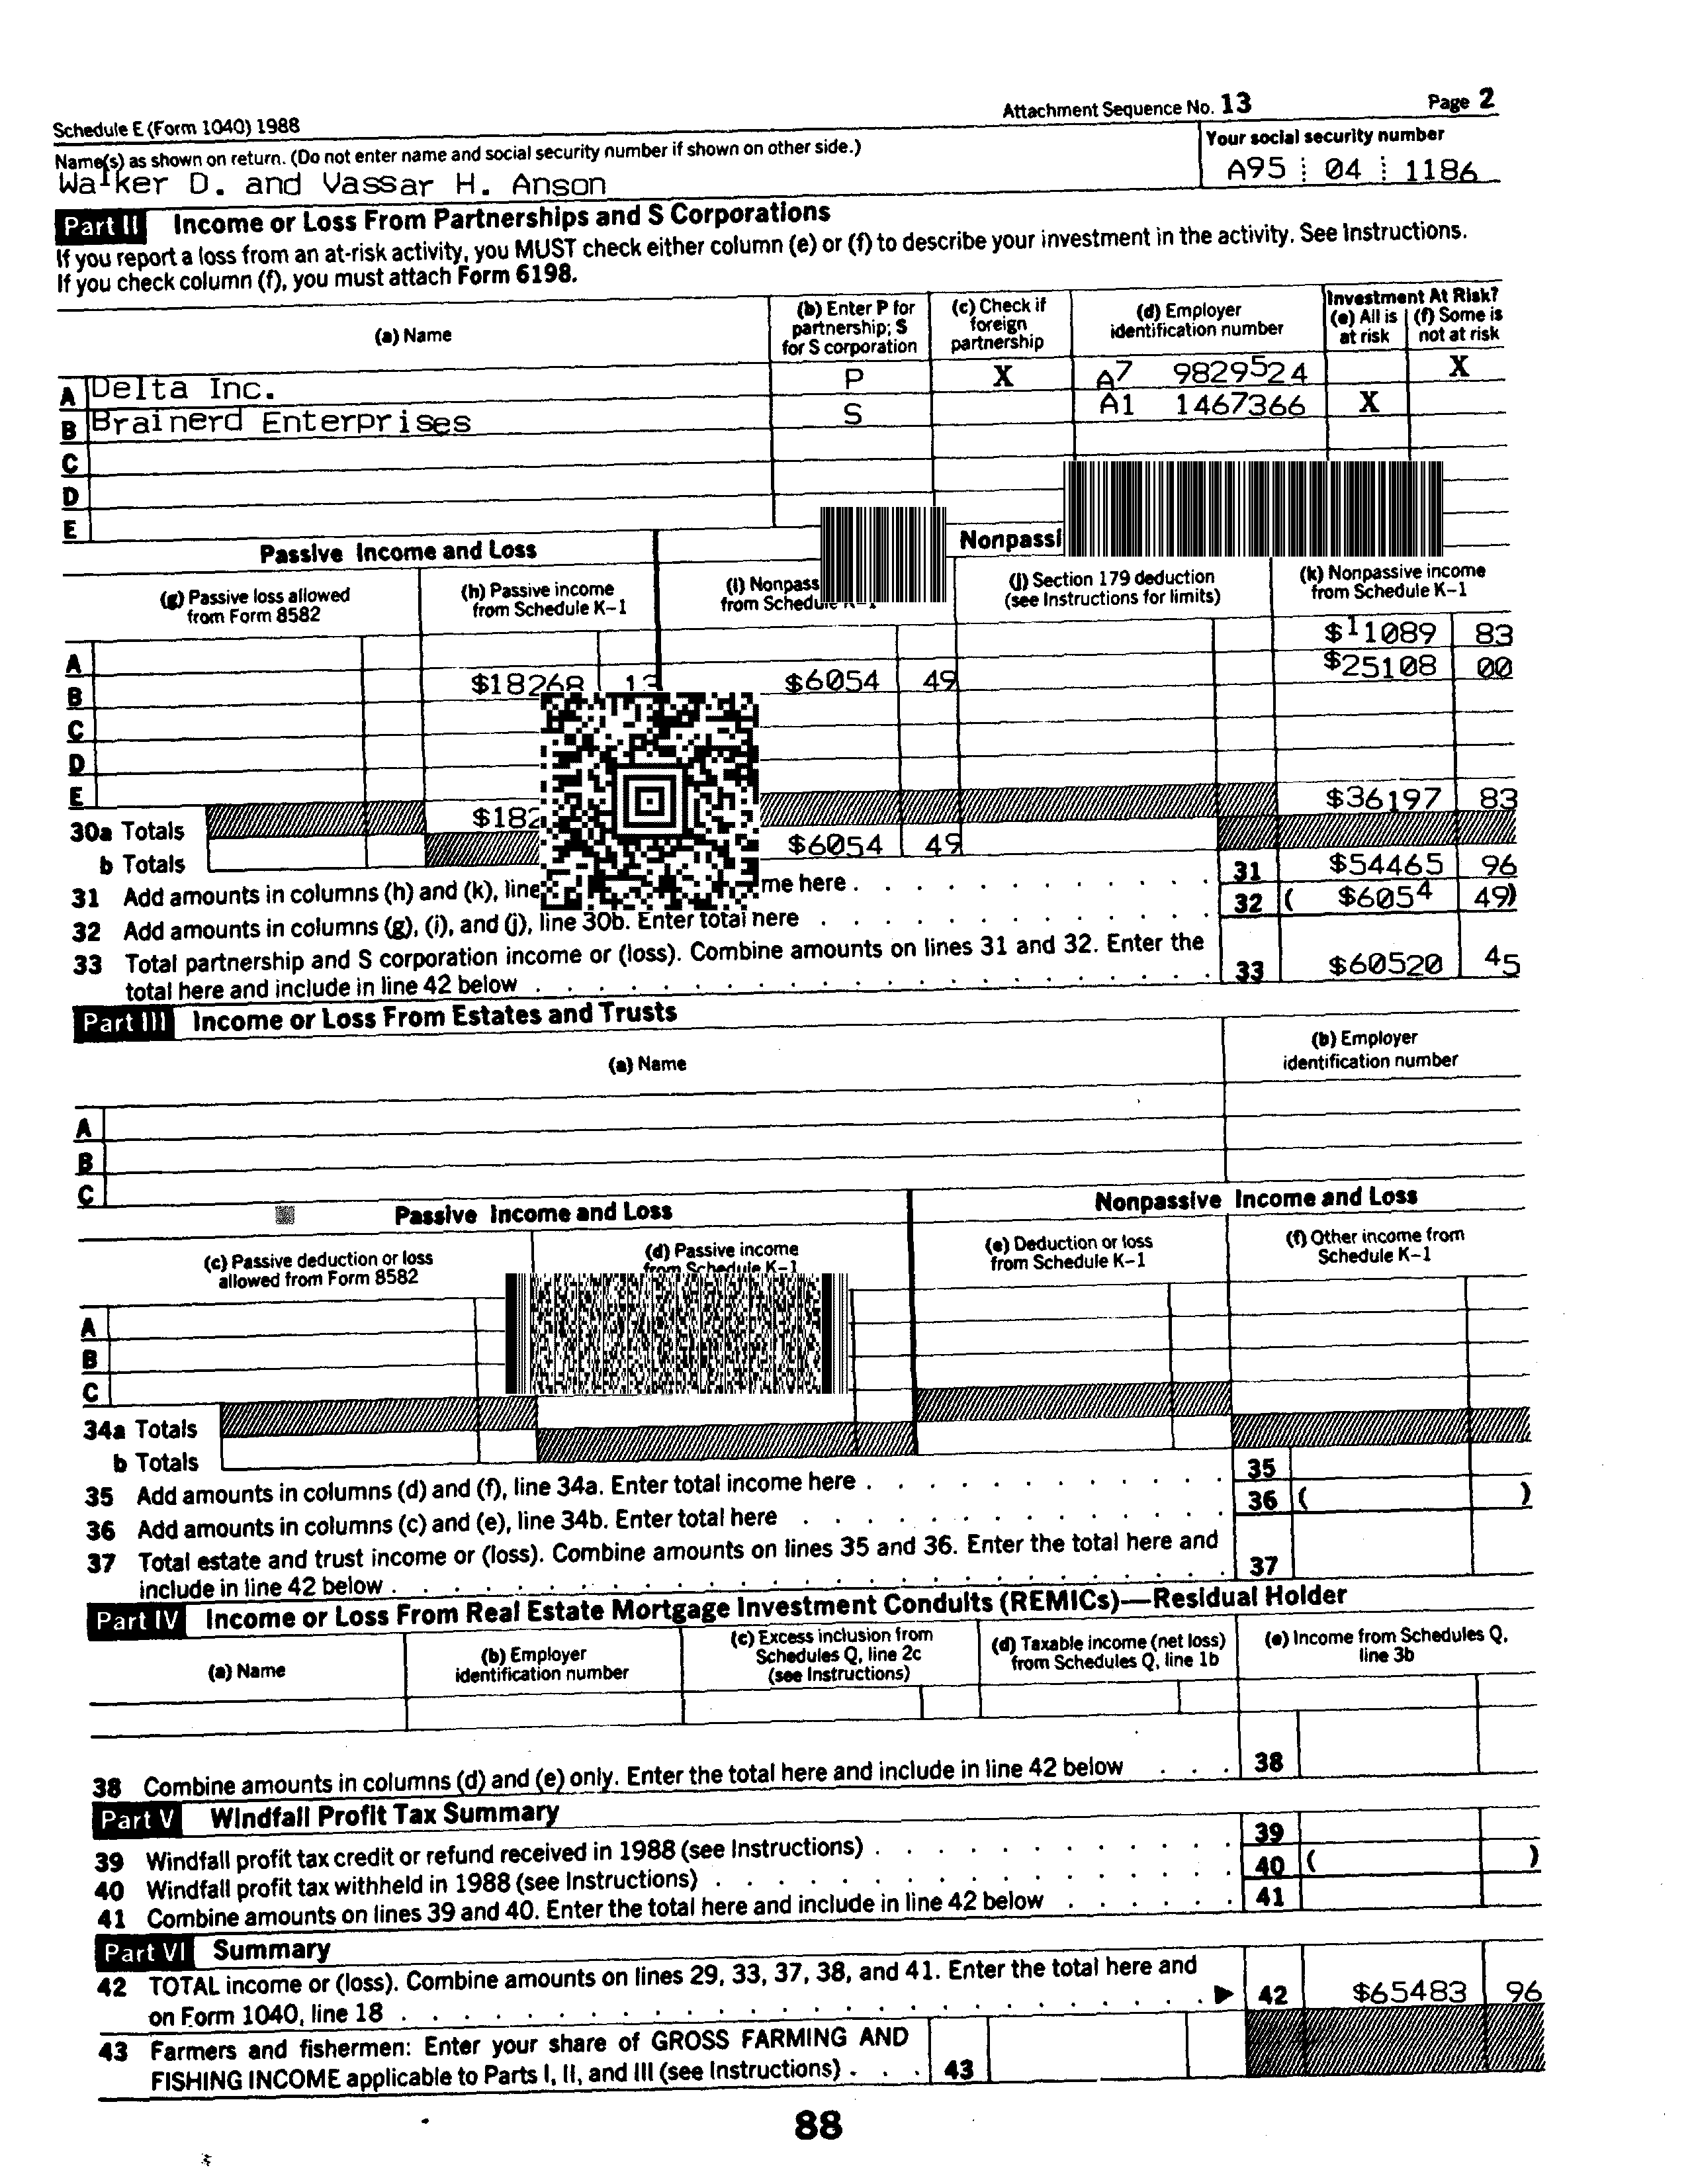 Schedule E (Form 1040) 1988 Attachment Sequence No. 13 Page 2
Name(s) as shown on return. (Do not enter name and social security number if shown on other side.) Your social security number
Walker D. and Vassar H. Anson A95 04 1186
Part II Income or Loss From Partnerships and S Corporations
If you report a loss from an at-risk activity, you MUST check either column (e) or (f) to describe your investment in the activity. See Instructions.
If you check column (f), you must attach Form 6198.
(a) Name
(b) Enter P for
partnership; S
for S corporation
(c) Check if
foreign
partnership
(d) Employer
identification number
Investment At Risk?
(e) All is
at risk
(f) Some is
not at risk
A Delta Inc. P X A7 9829524 X
B Brainerd Enterprises S A1 1467366 X
C
D
E
Passive Income and Loss
(g) Passive loss allowed
from Form 8582
(h) Passive income
from Schedule K-1
(i)
from
(j) Section 179 deduction
(see Instructions for limits)
(k) Nonpassive income
from Schedule K-1
A $11089 83
B $18268 13 $6054 49 $25108 00
C
D
E
30a Totals $36197 83
b Totals $6054 49
31 Add amounts in columns (h) and (k), line here 31 $54465 96
32 Add amounts in columns (g), (i), and (j), line 30b. Enter total here 32 ( $6054 49)
33 Total partnership and S corporation income or (loss). Combine amounts on lines 31 and 32. Enter the
total here and include in line 42 below 33 $60520 45
Part III Income or Loss From Estates and Trusts
(a) Name
(b) Employer
identification number
A
B
C
Passive Income and Loss Nonpassive Income and Loss
(c) Passive deduction or loss
allowed from Form 8582
(d) Passive income
from Schedule K-1
(e) Deduction or loss
from Schedule K-1
(f) Other income from
Schedule K-1
A
B
C
34a Totals
b Totals
35 Add amounts in columns (d) and (f), line 34a. Enter total income here 35
36 Add amounts in columns (c) and (e), line 34b. Enter total here 36 ( )
37 Total estate and trust income or (loss). Combine amounts on lines 35 and 36. Enter the total here and
include in line 42 below 37
Part IV Income or Loss From Real Estate Mortgage Investment Conduits (REMICs)—Residual Holder
(a) Name
(b) Employer
identification number
(c) Excess inclusion from
Schedules Q, line 2c
(see Instructions)
(d) Taxable income (net loss)
from Schedules Q, line 1b
(e) Income from Schedules Q,
line 3b
38 Combine amounts in columns (d) and (e) only. Enter the total here and include in line 42 below 38
Part V Windfall Profit Tax Summary
39 Windfall profit tax credit or refund received in 1988 (see Instructions) 39
40 Windfall profit tax withheld in 1988 (see Instructions) 40 ( )
41 Combine amounts on lines 39 and 40. Enter the total here and include in line 42 below 41
Part VI Summary
42 TOTAL income or (loss). Combine amounts on lines 29, 33, 37, 38, and 41. Enter the total here and
on Form 1040, line 18 42 $65483 96
43 Farmers and fishermen: Enter your share of GROSS FARMING AND
FISHING INCOME applicable to Parts I, II, and III (see Instructions) 43
88